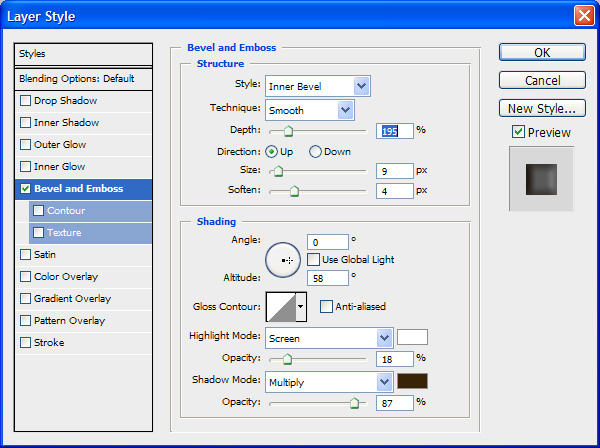 Layer Style
Styles
Blending Options: Default
Drop Shadow
Inner Shadow
Outer Glow
Inner Glow
Bevel and Emboss
Contour
Texture
Satin
Color Overlay
Gradient Overlay
Pattern Overlay
Stroke
Bevel and Emboss
Structure
Style: Inner Bevel
Technique: Smooth
Depth: 195 %
Direction: Up Down
Size: 9 px
Soften: 4 px
Shading
Angle: 0 °
Use Global Light
Altitude: 58 °
Gloss Contour: Anti-aliased
Highlight Mode: Screen
Opacity: 18 %
Shadow Mode: Multiply
Opacity: 87 %
OK
Cancel
New Style...
Preview